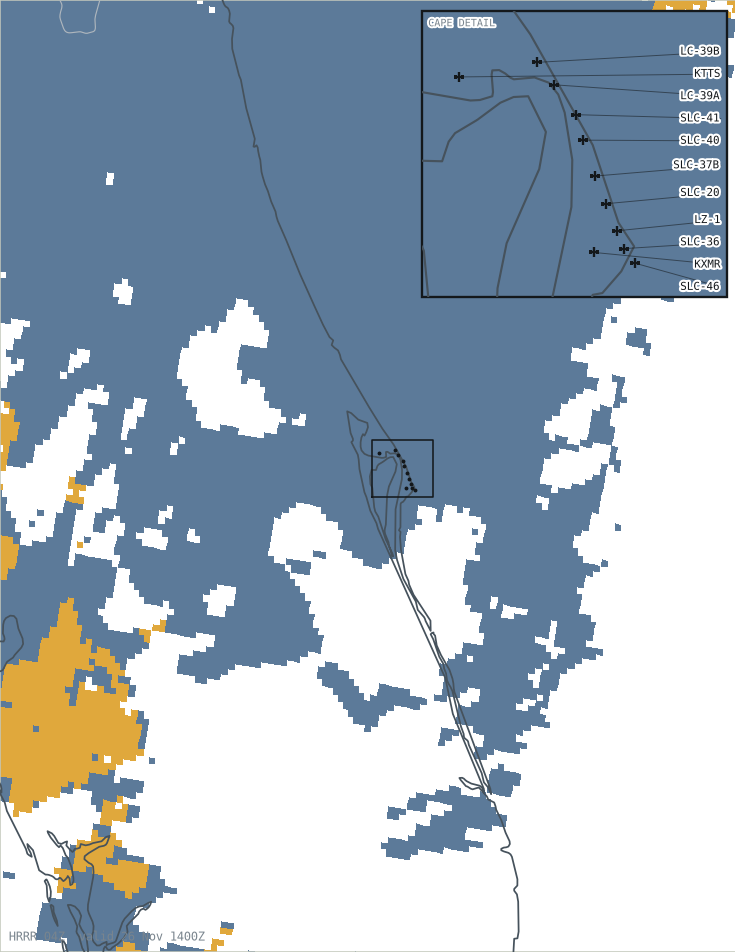 CAPE DETAIL
LC-39B
KTTS
LC-39A
SLC-41
SLC-40
SLC-37B
SLC-20
LZ-1
SLC-36
KXMR
SLC-46
HRRR Nov 1400Z